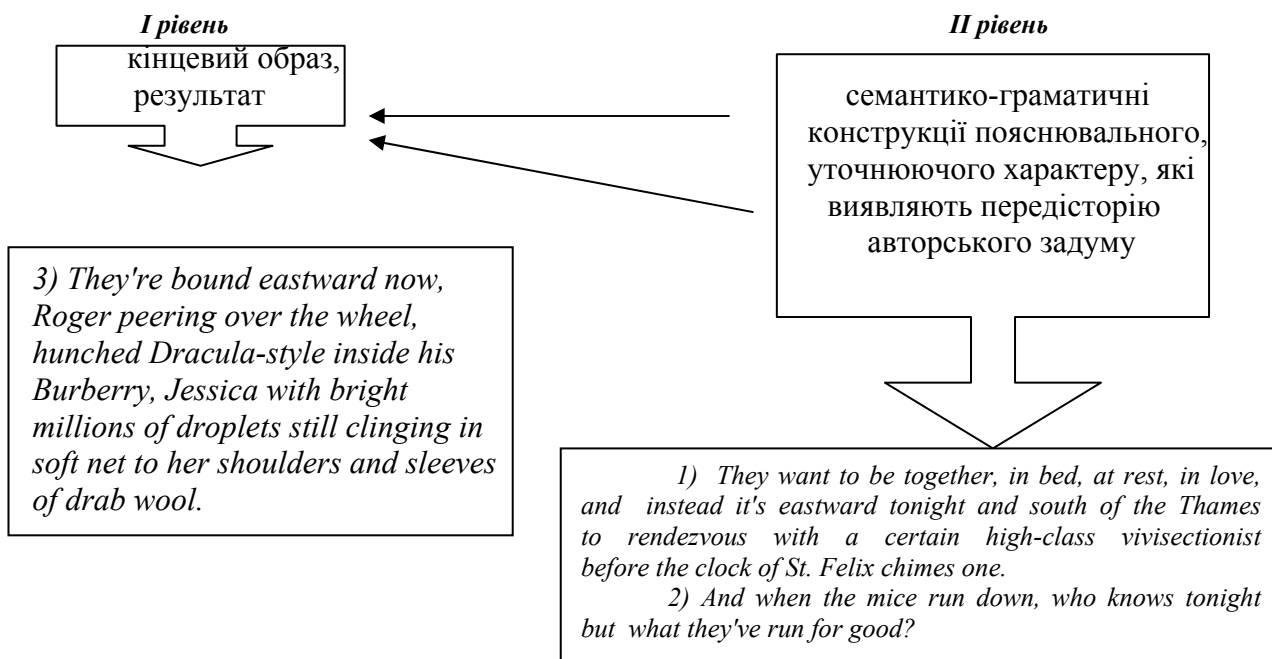 І рівень
кінцевий образ,
результат
ІІ рівень
семантико-граматичні
конструкції пояснювального,
уточнюючого характеру, які
виявляють передісторію
авторського задуму
3) They're bound eastward now,
Roger peering over the wheel,
hunched Dracula-style inside his
Burberry, Jessica with bright
millions of droplets still clinging in
soft net to her shoulders and sleeves
of drab wool.
1) They want to be together, in bed, at rest, in love,
and instead it's eastward tonight and south of the Thames
to rendezvous with a certain high-class vivisectionist
before the clock of St. Felix chimes one.
2) And when the mice run down, who knows tonight
but what they've run for good?